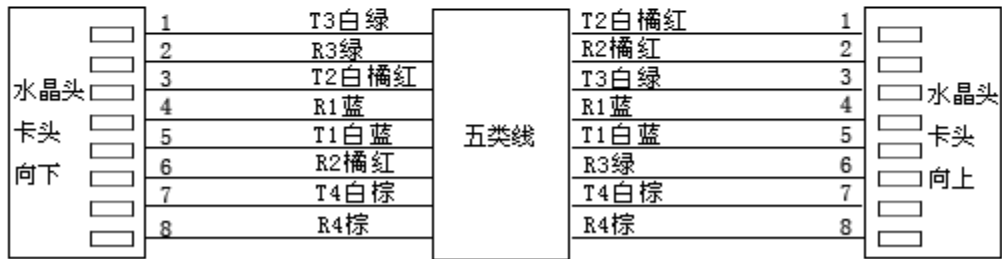 1 T3白绿 T2白橘红 1
2 R3绿 R2橘红 2
3 T2白橘红 T3白绿 3
水晶头 水晶头
4 R1蓝 R1蓝 4
卡头 五类线 卡头
5 T1白蓝 T1白蓝 5
向下 向上
6 R2橘红 R3绿 6
7 T4白棕 T4白棕 7
8 R4棕 R4棕 8